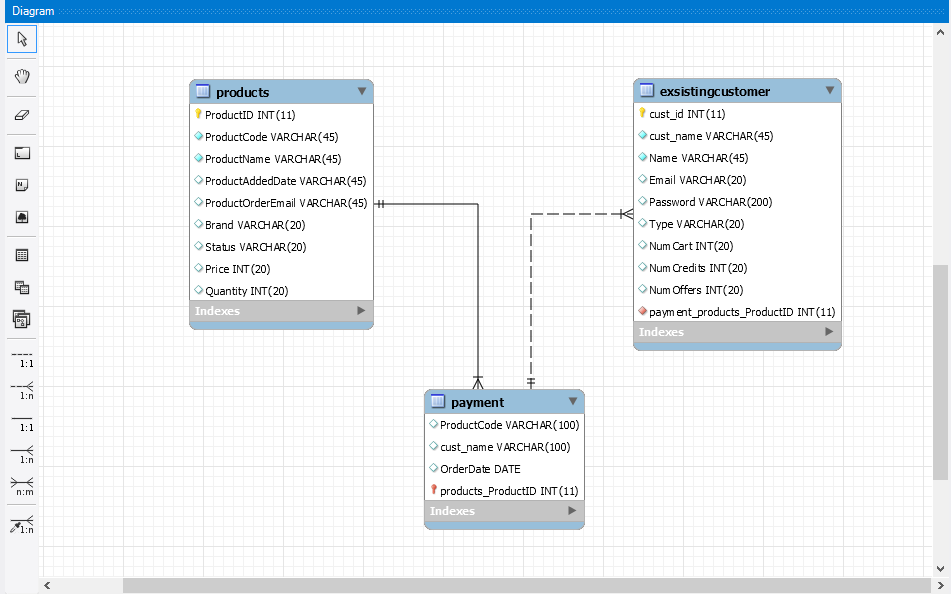 Diagram
products
ProductID INT(11)
ProductCode VARCHAR(45)
ProductName VARCHAR(45)
ProductAddedDate VARCHAR(45)
ProductOrderEmail VARCHAR(45)
Brand VARCHAR(20)
Status VARCHAR(20)
Price INT(20)
Quantity INT(20)
Indexes
exsistingcustomer
cust_id INT(11)
cust_name VARCHAR(45)
Name VARCHAR(45)
Email VARCHAR(20)
Password VARCHAR(200)
Type VARCHAR(20)
NumCart INT(20)
NumCredits INT(20)
NumOffers INT(20)
payment_products_ProductID INT(11)
Indexes
payment
ProductCode VARCHAR(100)
cust_name VARCHAR(100)
OrderDate DATE
products_ProductID INT(11)
Indexes
1:1
1:n
1:1
1:n
n:m
1:n